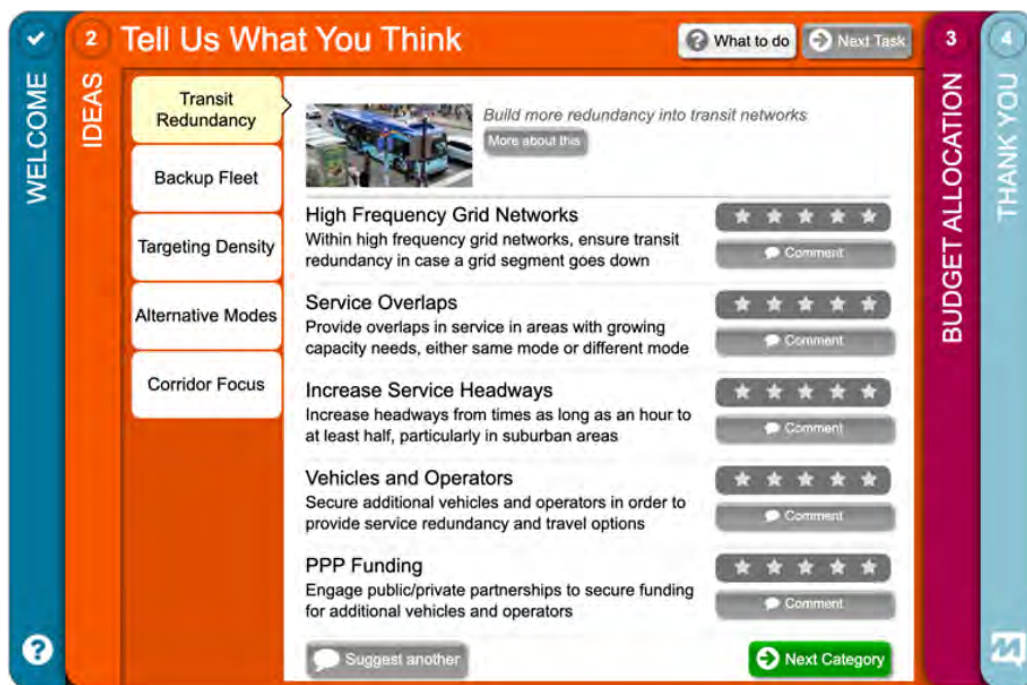 WELCOME
2
IDEAS
Tell Us What You Think
? What to do
Next Task
Transit
Redundancy
Backup Fleet
Targeting Density
Alternative Modes
Corridor Focus
Build more redundancy into transit networks
More about this
High Frequency Grid Networks
Within high frequency grid networks, ensure transit
redundancy in case a grid segment goes down
Comment
Service Overlaps
Provide overlaps in service in areas with growing
capacity needs, either same mode or different mode
Comment
Increase Service Headways
Increase headways from times as long as an hour to
at least half, particularly in suburban areas
Comment
Vehicles and Operators
Secure additional vehicles and operators in order to
provide service redundancy and travel options
Comment
PPP Funding
Engage public/private partnerships to secure funding
for additional vehicles and operators
Comment
Suggest another
Next Category
?
3
BUDGET ALLOCATION
4
THANK YOU